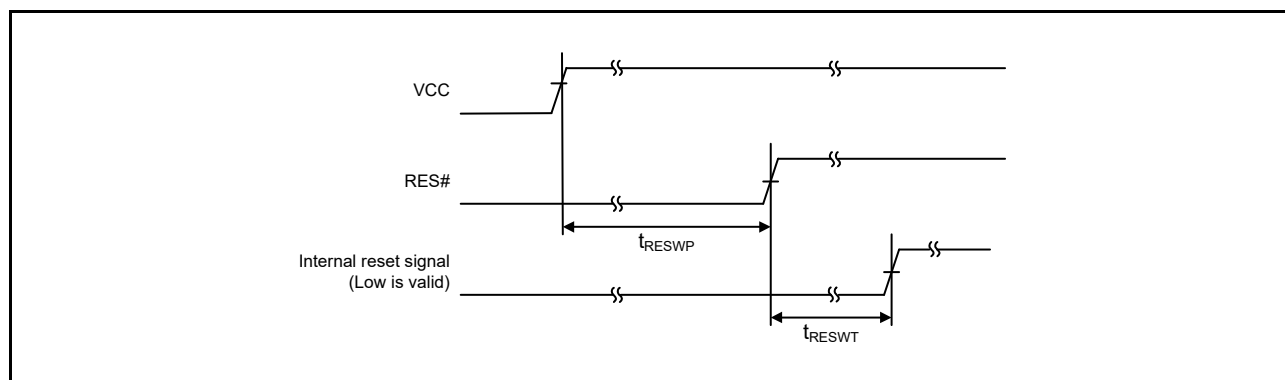 VCC
RES#
tRESWP
Internal reset signal
(Low is valid)
tRESWT